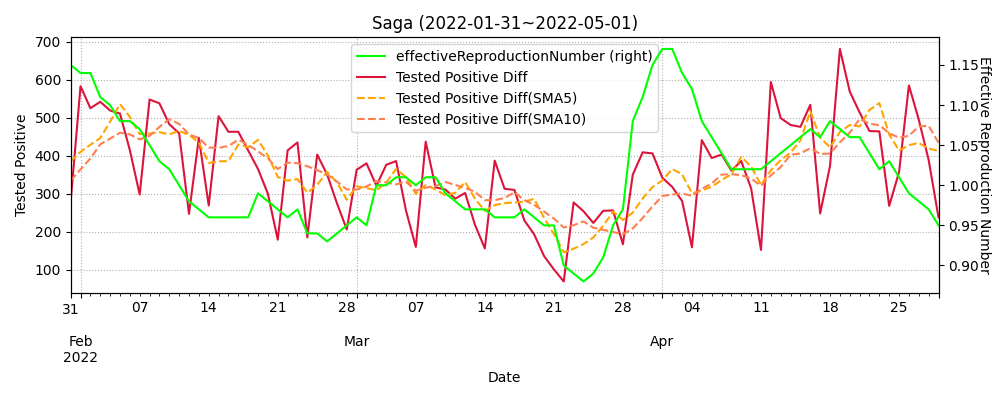 Saga (2022-01-31~2022-05-01)
effectiveReproductionNumber (right)
Tested Positive Diff
Tested Positive Diff(SMA5)
Tested Positive Diff(SMA10)
Tested Positive
700
600
500
400
300
200
100
1.15
1.10
1.05
1.00
0.95
0.90
Effective Reproduction Number
31 07 14 21 28 07 14 21 28 04 11 18 25
Feb Mar Apr
2022
Date